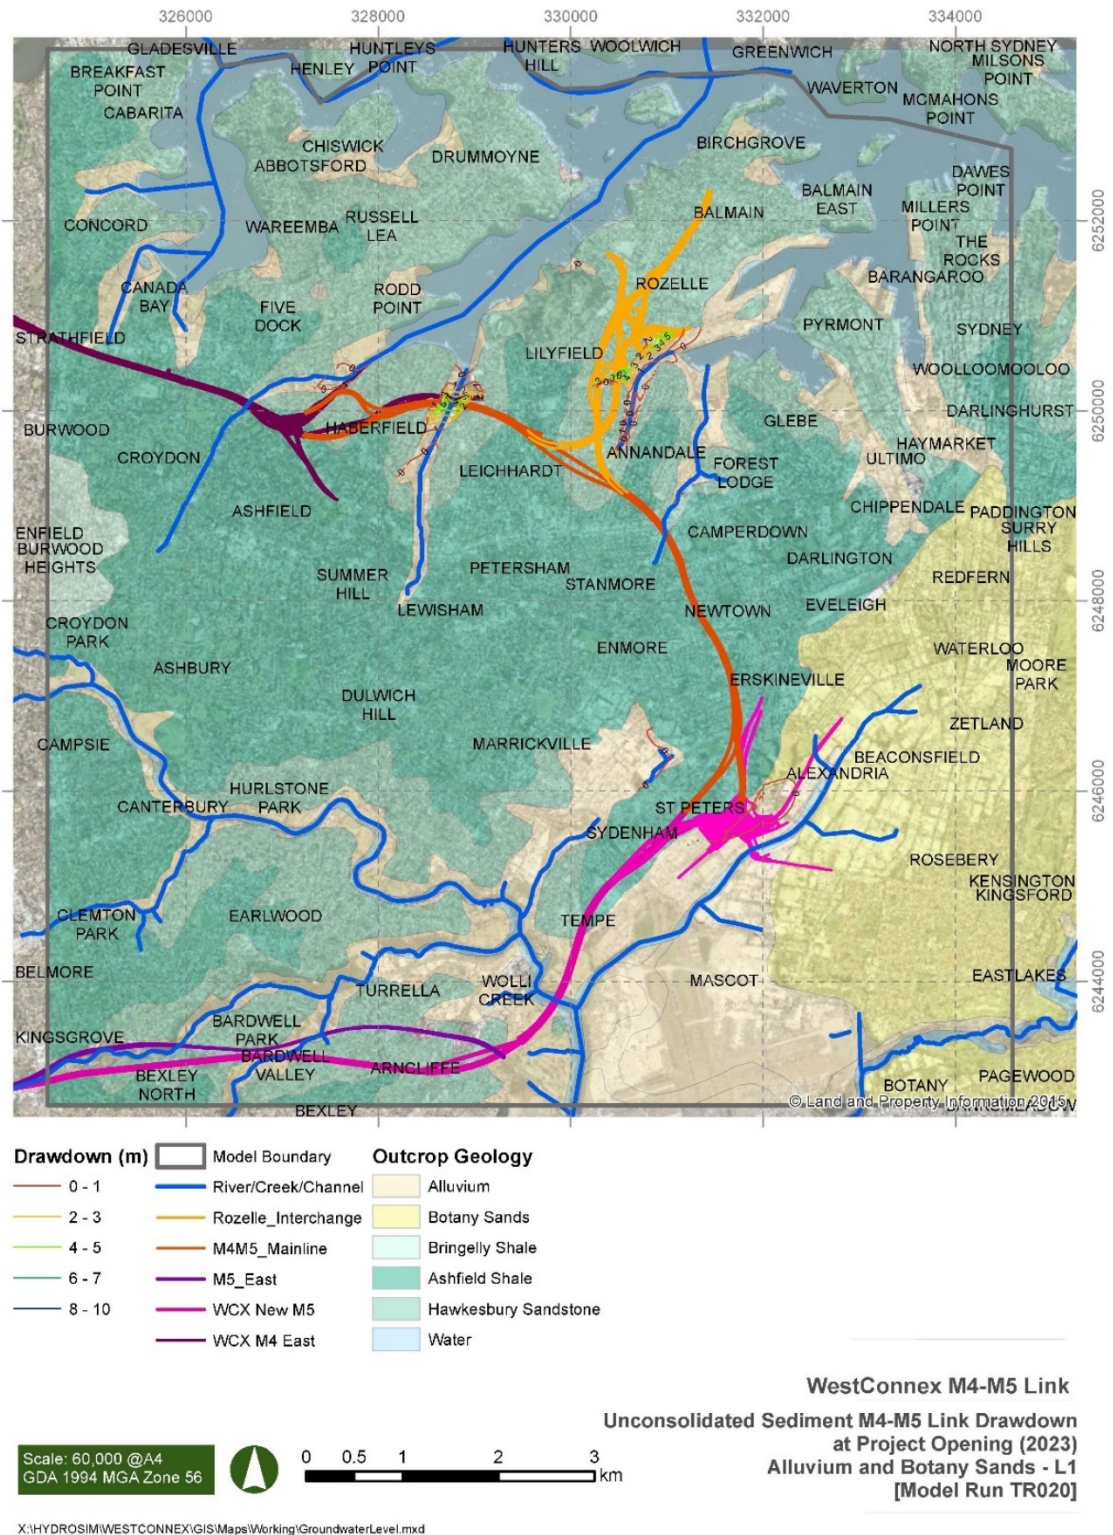 326000 328000 330000 332000 334000
GLADESVILLE
HUNTLEYS
POINT
HUNTERS
HILL
WOOLWICH
GREENWICH
NORTH SYDNEY
MILSONS
POINT
BREAKFAST
POINT
HENLEY
WAVERTON
MCMAHONS
POINT
CABARITA
CHISWICK
ABBOTSFORD
DRUMMOYNE
BIRCHGROVE
DAWES
POINT
BALMAIN
EAST
BALMAIN
MILLERS
POINT
6252000
CONCORD
WAREEMBA
RUSSELL
LEA
THE
ROCKS
BARANGAROO
CANADA
BAY
FIVE
DOCK
RODD
POINT
ROZELLE
PYRMONT
SYDNEY
STRATHFIELD
LILYFIELD
WOOLLOOMOOLOO
BURWOOD
HABERFIELD
DARLINGHURST
6250000
GLEBE
CROYDON
LEICHHARDT
ANNANDALE
FOREST
LODGE
HAYMARKET
ULTIMO
ASHFIELD
CHIPPENDALE
PADDINGTON
SURRY
HILLS
ENFIELD
BURWOOD
HEIGHTS
CAMPERDOWN
DARLINGTON
SUMMER
HILL
PETERSHAM
STANMORE
REDFERN
LEWISHAM
NEWTOWN
EVELEIGH
6248000
CROYDON
PARK
ENMORE
WATERLOO
MOORE
PARK
ASHBURY
ERSKINEVILLE
DULWICH
HILL
ZETLAND
CAMPSIE
MARRICKVILLE
BEACONSFIELD
ALEXANDRIA
6246000
HURLSTONE
PARK
CANTERBURY
ST PETERS
SYDENHAM
ROSEBERY
KENSINGTON
KINGSFORD
CLEMTON
PARK
EARLWOOD
TEMPE
BELMORE
WOLLI
CREEK
TURRELLA
MASCOT
EASTLAKES
6244000
KINGSGROVE
BARDWELL
PARK
BARDWELL
VALLEY
ARNCLIFFE
BEXLEY
NORTH
BOTANY
PAGEWOOD
BEXLEY
© Land and Property Information 2015
BANKSMEADOW
Drawdown (m)
0 - 1
2 - 3
4 - 5
6 - 7
8 - 10
Model Boundary
River/Creek/Channel
Rozelle_Interchange
M4M5_Mainline
M5_East
WCX New M5
WCX M4 East
Outcrop Geology
Alluvium
Botany Sands
Bringelly Shale
Ashfield Shale
Hawkesbury Sandstone
Water
WestConnex M4-M5 Link
Unconsolidated Sediment M4-M5 Link Drawdown
at Project Opening (2023)
Alluvium and Botany Sands - L1
[Model Run TR020]
Scale: 60,000 @A4
GDA 1994 MGA Zone 56
0 0.5 1 2 3
km
X:\HYDROSIM\WESTCONNEX\GIS\Maps\Working\GroundwaterLevel.mxd